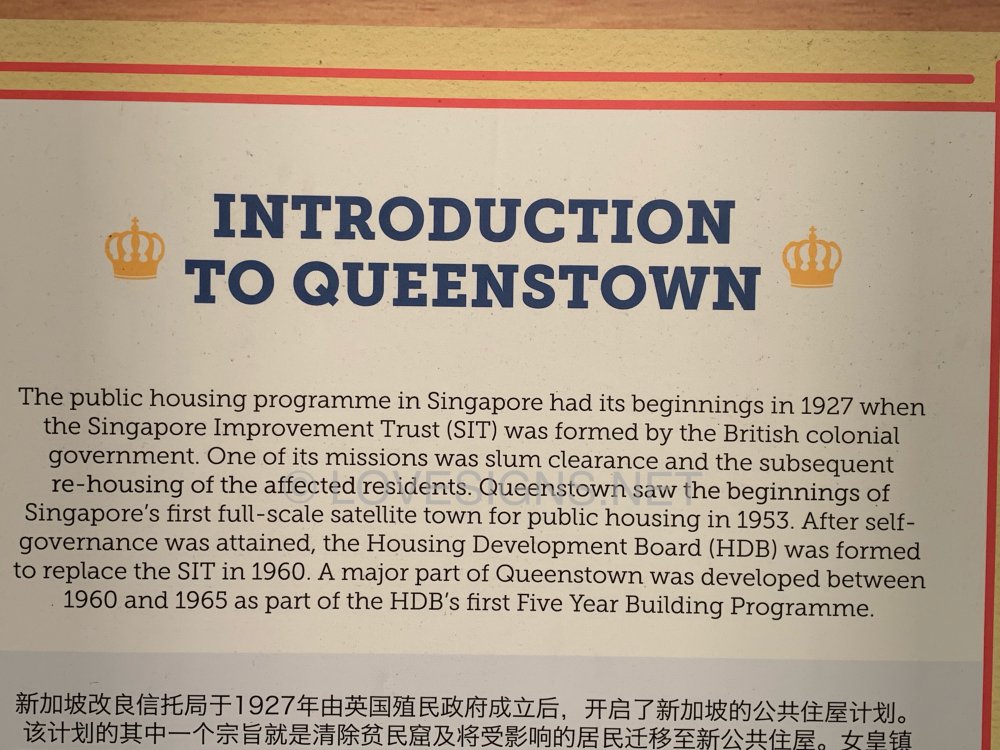 INTRODUCTION
TO QUEENSTOWN
The public housing programme in Singapore had its beginnings in 1927 when
the Singapore Improvement Trust (SIT) was formed by the British colonial
government. One of its missions was slum clearance and the subsequent
re-housing of the affected residents. Queenstown saw the beginnings of
© LOVESIGNS.NET
Singapore's first full-scale satellite town for public housing in 1953. After self-
governance was attained, the Housing Development Board (HDB) was formed
to replace the SIT in 1960. A major part of Queenstown was developed between
1960 and 1965 as part of the HDB's first Five Year Building Programme.
新加坡改良信托局于1927年由英国殖民政府成立后，开启了新加坡的公共住屋计划。
该计划的其中一个宗旨就是清除贫民窟及将受影响的居民迁移至新公共住屋。女皇镇